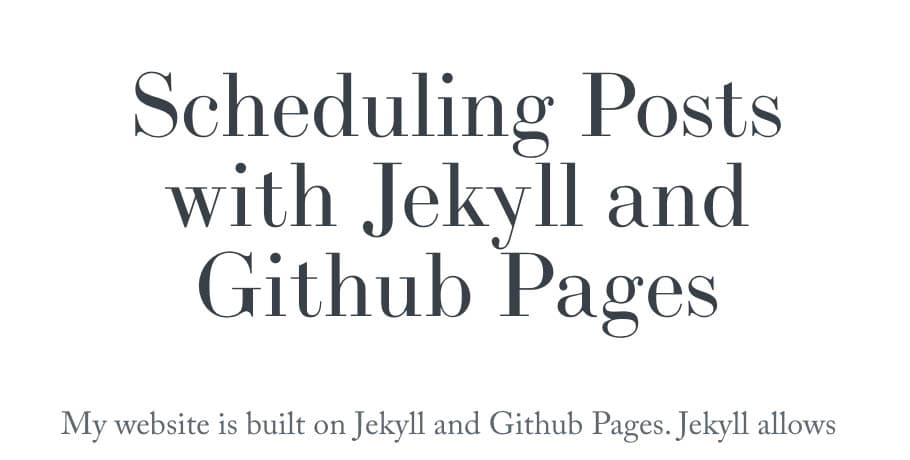 Scheduling Posts
with Jekyll and
Github Pages
My website is built on Jekyll and Github Pages. Jekyll allows